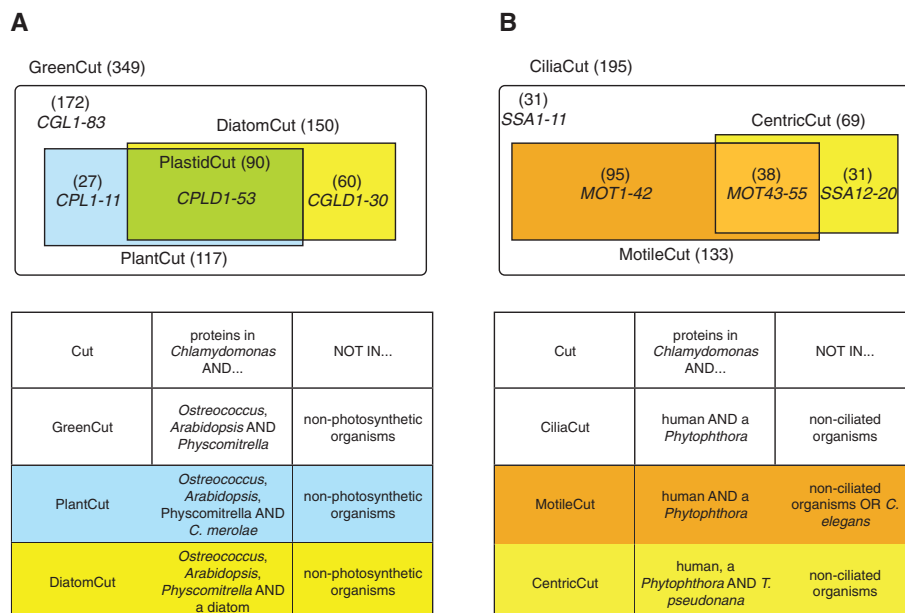 A
GreenCut (349)
(172)
CGL1-83
DiatomCut (150)
PlastidCut (90)
(27)
CPL1-11
CPLD1-53
(60)
CGLD1-30
PlantCut (117)
Cut
proteins in
Chlamydomonas
AND...
NOT IN...
GreenCut
Ostreococcus,
Arabidopsis AND
Physcomitrella
non-photosynthetic
organisms
PlantCut
Ostreococcus,
Arabidopsis,
Physcomitrella AND
C. merolae
non-photosynthetic
organisms
DiatomCut
Ostreococcus,
Arabidopsis,
Physcomitrella AND
a diatom
non-photosynthetic
organisms
B
CiliaCut (195)
(31)
SSA1-11
CentricCut (69)
(95)
MOT1-42
(38)
MOT43-55
(31)
SSA12-20
MotileCut (133)
Cut
proteins in
Chlamydomonas
AND...
NOT IN...
CiliaCut
human AND a
Phytophthora
non-ciliated
organisms
MotileCut
human AND a
Phytophthora
non-ciliated
organisms OR C.
elegans
CentricCut
human, a
Phytophthora AND T.
pseudonana
non-ciliated
organisms